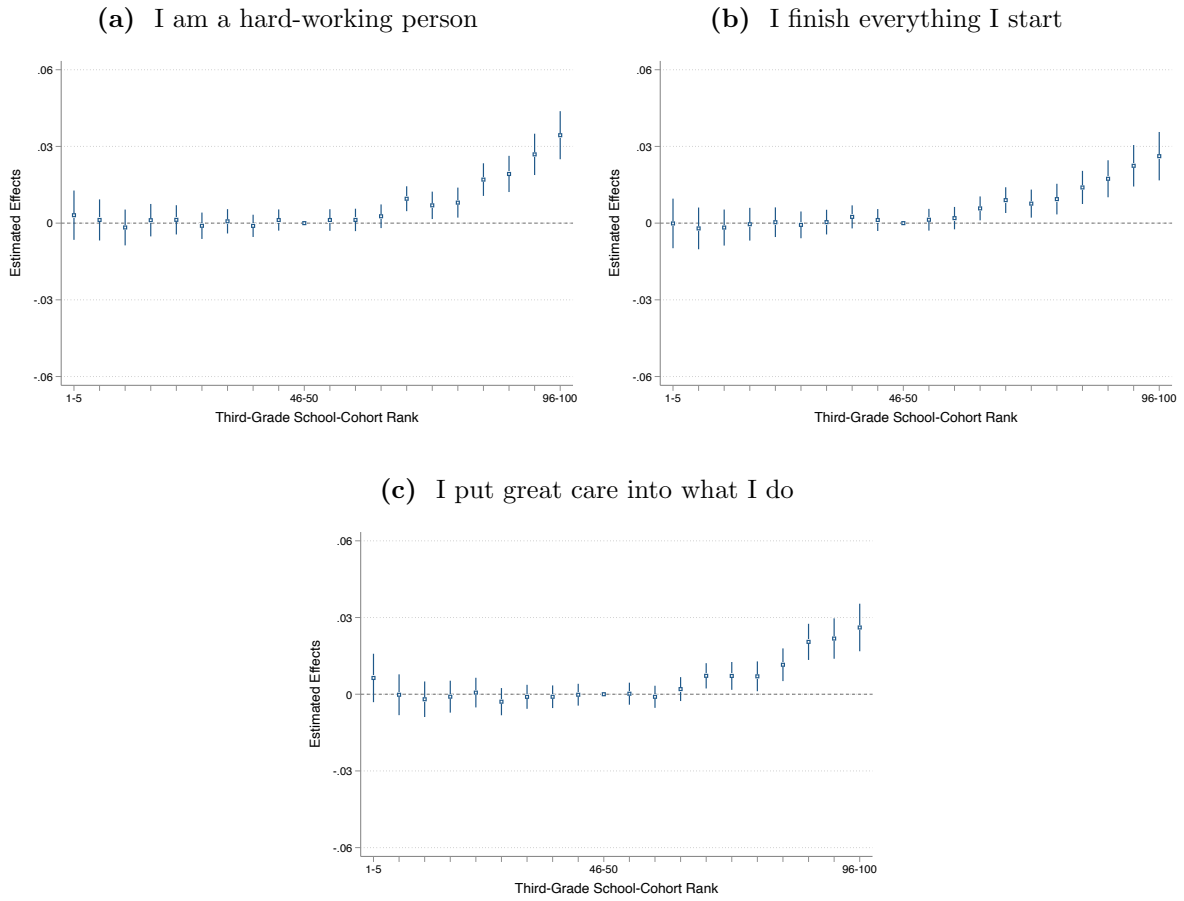 (a) I am a hard-working person
.06
.03
0
-.03
-.06
Estimated Effects
1-5 46-50 96-100
Third-Grade School-Cohort Rank
(b) I finish everything I start
.06
.03
0
-.03
-.06
Estimated Effects
1-5 46-50 96-100
Third-Grade School-Cohort Rank
(c) I put great care into what I do
.06
.03
0
-.03
-.06
Estimated Effects
1-5 46-50 96-100
Third-Grade School-Cohort Rank